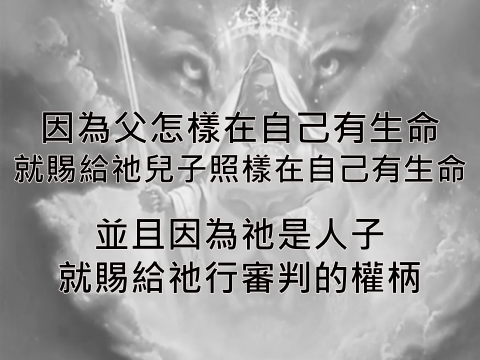 因為父怎樣在自己有生命
就賜給祂兒子照樣在自己有生命
並且因為祂是人子
就賜給祂行審判的權柄